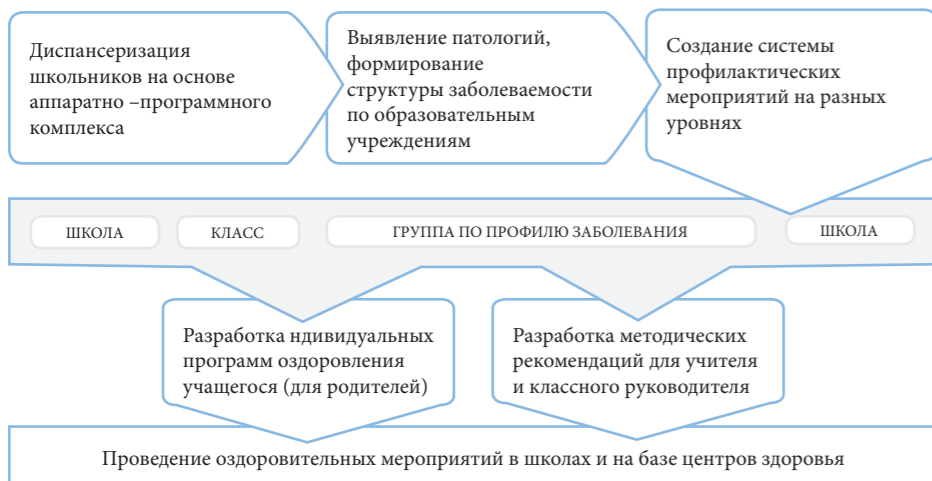 Диспансеризация
школьников на основе
аппаратно –программного
комплекса
Выявление патологий,
формирование
структуры заболеваемости
по образовательным
учреждениям
Создание системы
профилактических
мероприятий на разных
уровнях
ШКОЛА
КЛАСС
ГРУППА ПО ПРОФИЛЮ ЗАБОЛЕВАНИЯ
ШКОЛА
Разработка ндивидуальных
программ оздоровления
учащегося (для родителей)
Разработка методических
рекомендаций для учителя
и классного руководителя
Проведение оздоровительных мероприятий в школах и на базе центров здоровья